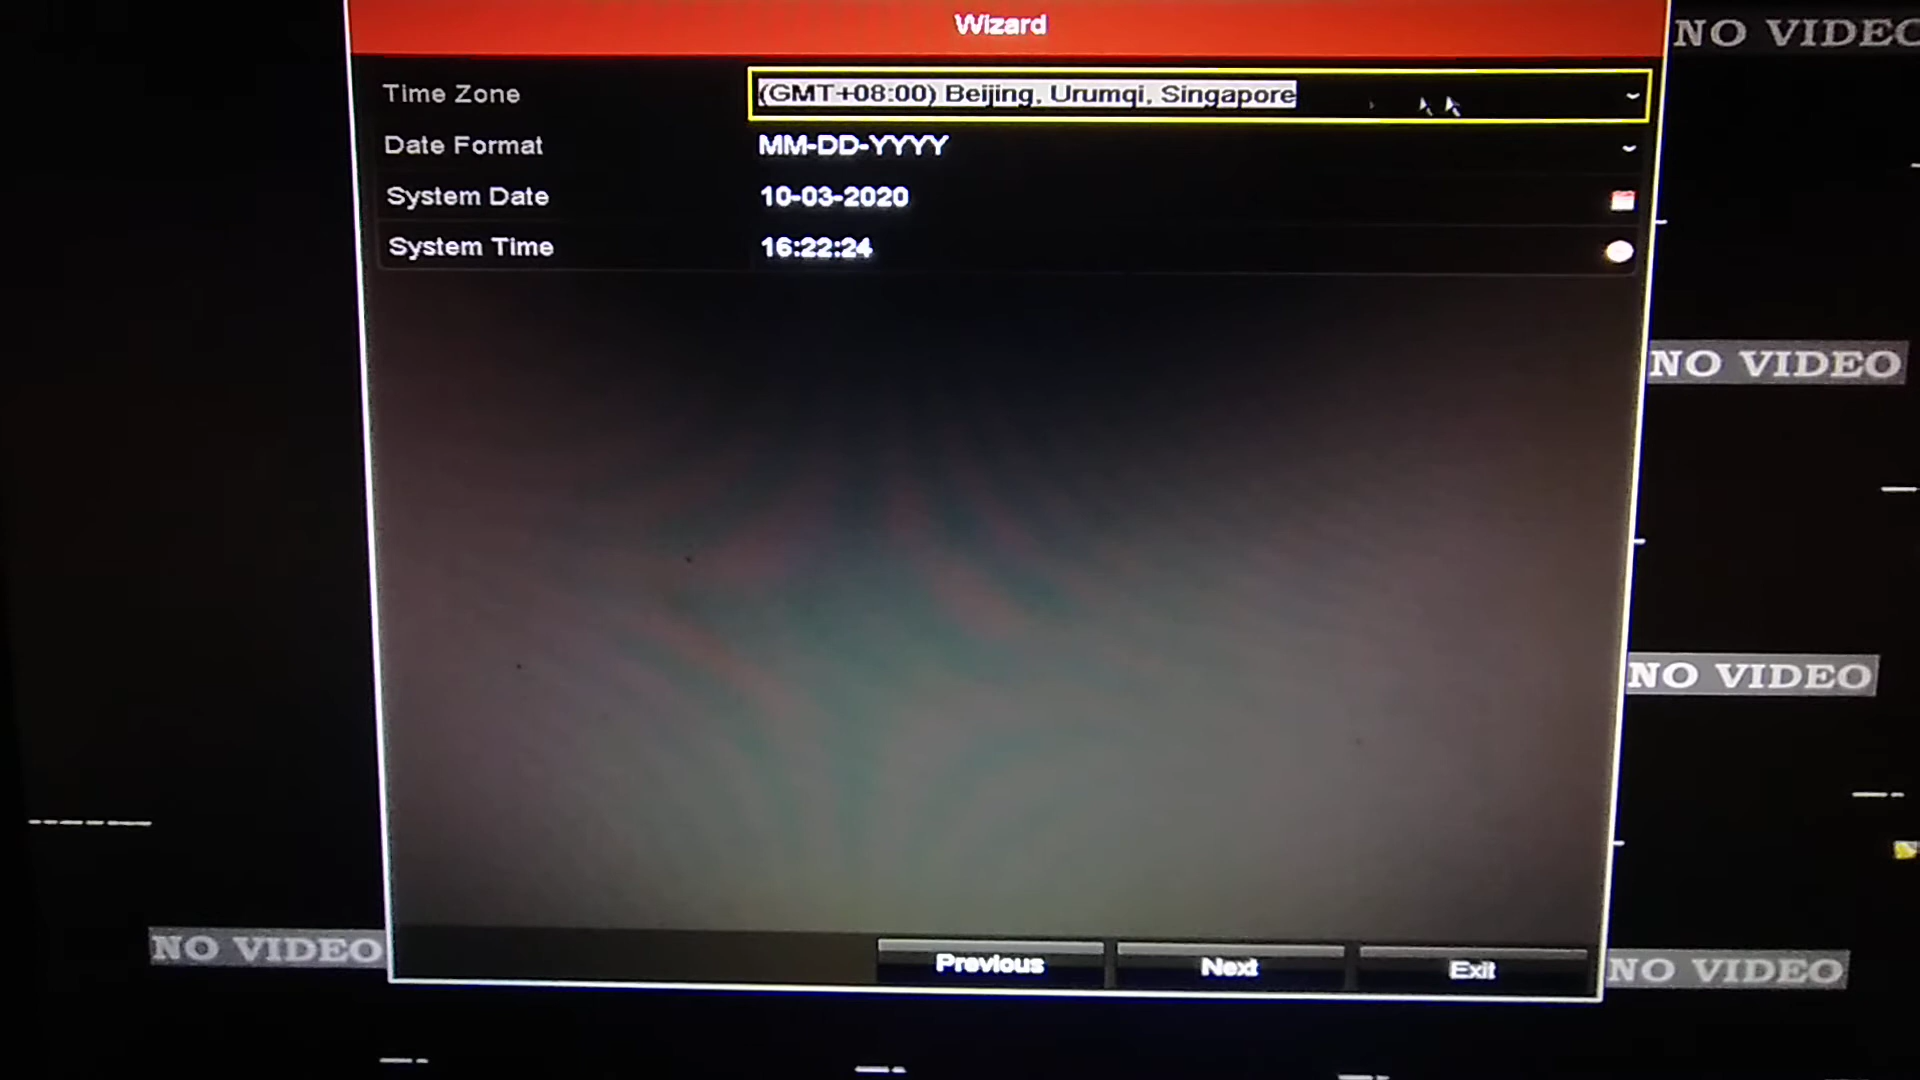 Wizard
NO VIDEO
Time Zone
(GMT+08:00) Beijing, Urumqi, Singapore
Date Format
MM-DD-YYYY
System Date
10-03-2020
System Time
16:22:24
NO VIDEO
NO VIDEO
NO VIDEO
Previous
Next
Exit
NO VIDEO